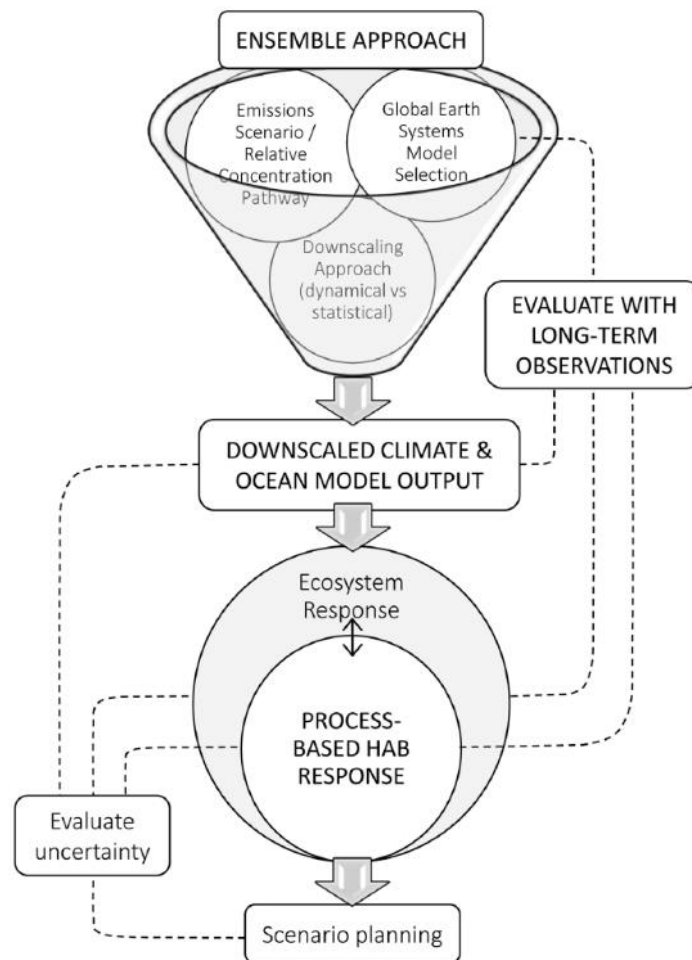 ENSEMBLE APPROACH
Emissions
Scenario /
Relative
Concentration
Pathway
Global Earth
Systems
Model
Selection
Downscaling
Approach
(dynamical vs
statistical)
EVALUATE WITH
LONG-TERM
OBSERVATIONS
DOWNSCALED CLIMATE &
OCEAN MODEL OUTPUT
Ecosystem
Response
PROCESS-
BASED HAB
RESPONSE
Evaluate
uncertainty
Scenario planning